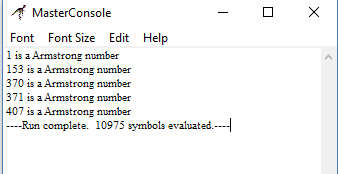 MasterConsole
Font Font Size Edit Help
1 is a Armstrong number
153 is a Armstrong number
370 is a Armstrong number
371 is a Armstrong number
407 is a Armstrong number
----Run complete.  10975 symbols evaluated.----